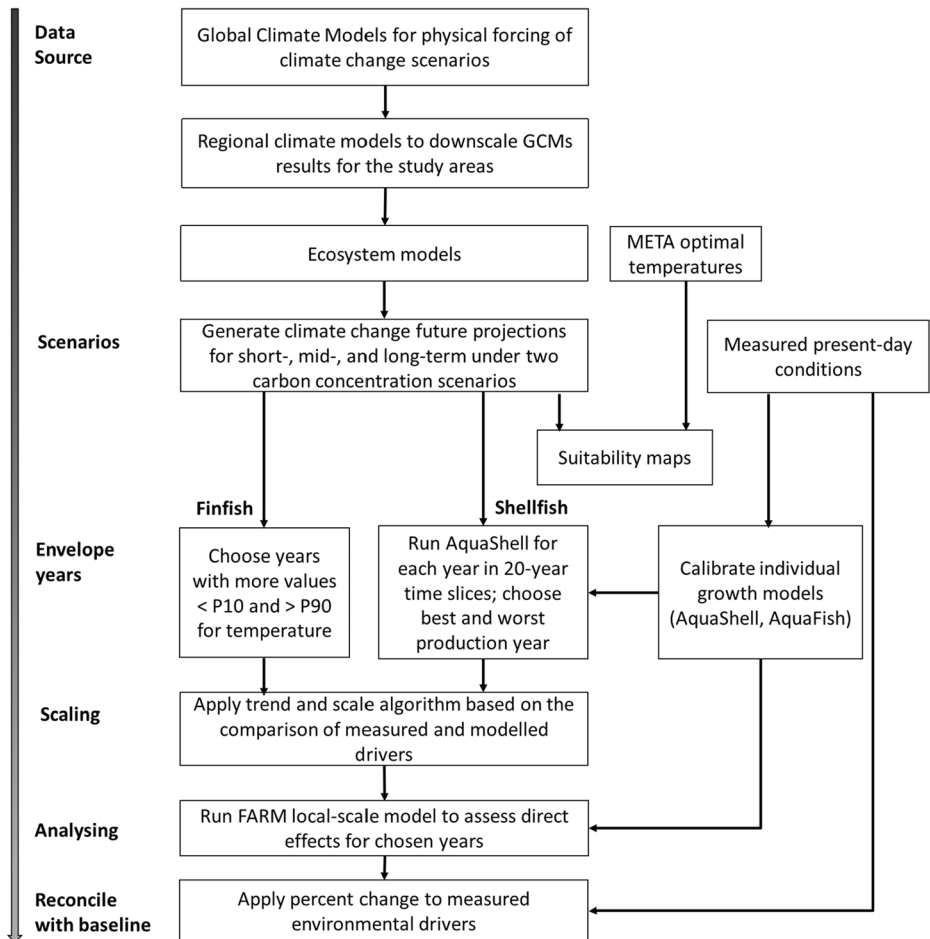 Data
Source
Global Climate Models for physical forcing of
climate change scenarios
Regional climate models to downscale GCMs
results for the study areas
Ecosystem models
META optimal
temperatures
Scenarios
Generate climate change future projections
for short-, mid-, and long-term under two
carbon concentration scenarios
Measured present-day
conditions
Suitability maps
Finfish
Shellfish
Envelope
years
Choose years
with more values
< P10 and > P90
for temperature
Run AquaShell for
each year in 20-year
time slices; choose
best and worst
production year
Calibrate individual
growth models
(AquaShell, AquaFish)
Scaling
Apply trend and scale algorithm based on the
comparison of measured and modelled
drivers
Analysing
Run FARM local-scale model to assess direct
effects for chosen years
Reconcile
with baseline
Apply percent change to measured
environmental drivers